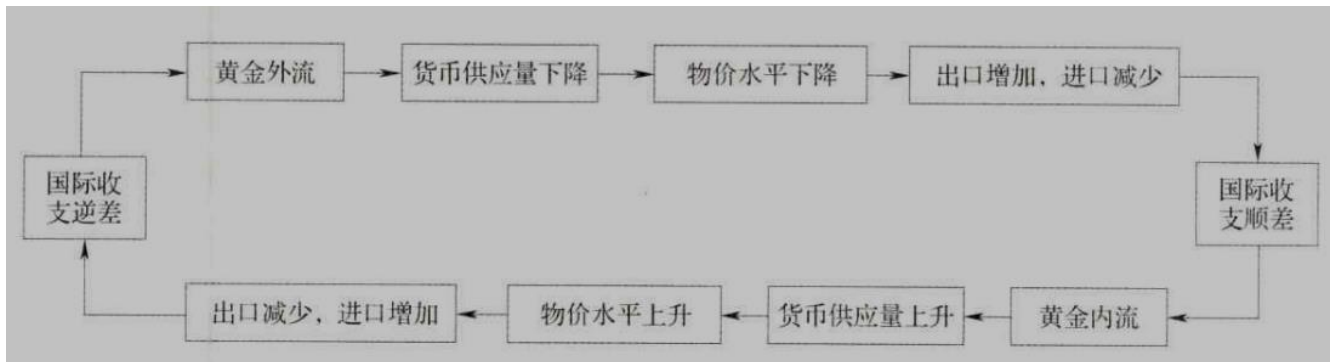 黄金外流
货币供应量下降
物价水平下降
出口增加，进口减少
国际收
支逆差
国际收
支顺差
出口减少，进口增加
物价水平上升
货币供应量上升
黄金内流